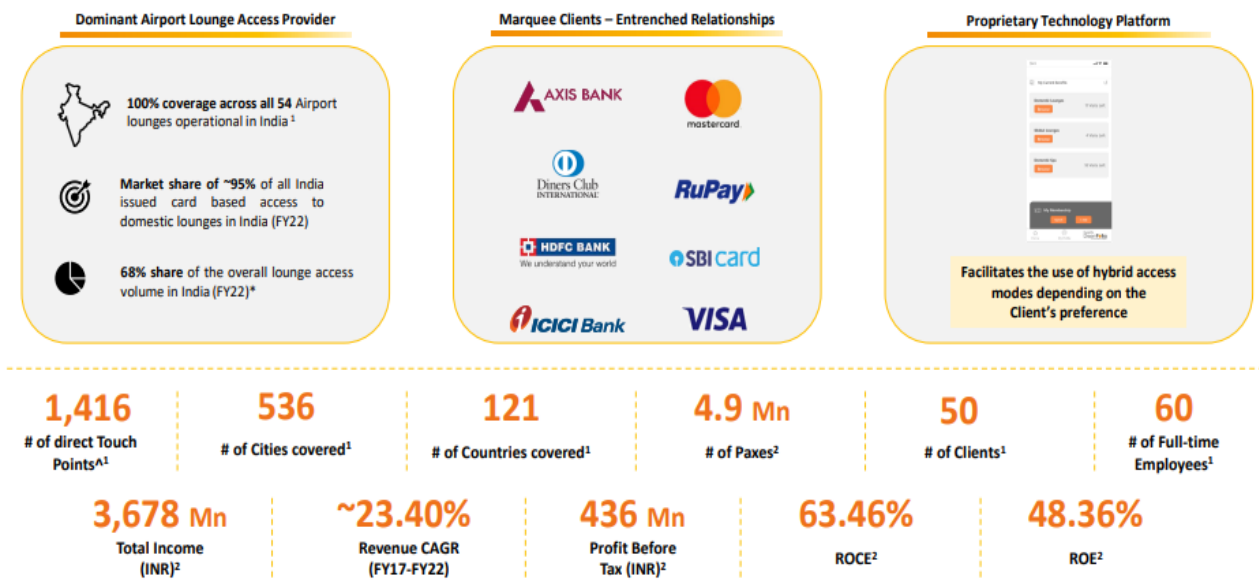 Dominant Airport Lounge Access Provider
Marquee Clients – Entrenched Relationships
Proprietary Technology Platform
100% coverage across all 54 Airport
lounges operational in India 1
Market share of ~95% of all India
issued card based access to
domestic lounges in India (FY22)
68% share of the overall lounge access
volume in India (FY22)*
AXIS BANK
mastercard
Diners Club
INTERNATIONAL
RuPay
HDFC BANK
We understand your world
SBI card
ICICI Bank
VISA
Facilitates the use of hybrid access
modes depending on the
Client's preference
1,416
# of direct Touch
Points^1
536
# of Cities covered1
121
# of Countries covered1
4.9 Mn
# of Paxes2
50
# of Clients1
60
# of Full-time
Employees1
3,678 Mn
Total Income
(INR)2
~23.40%
Revenue CAGR
(FY17-FY22)
436 Mn
Profit Before
Tax (INR)2
63.46%
ROCE2
48.36%
ROE2